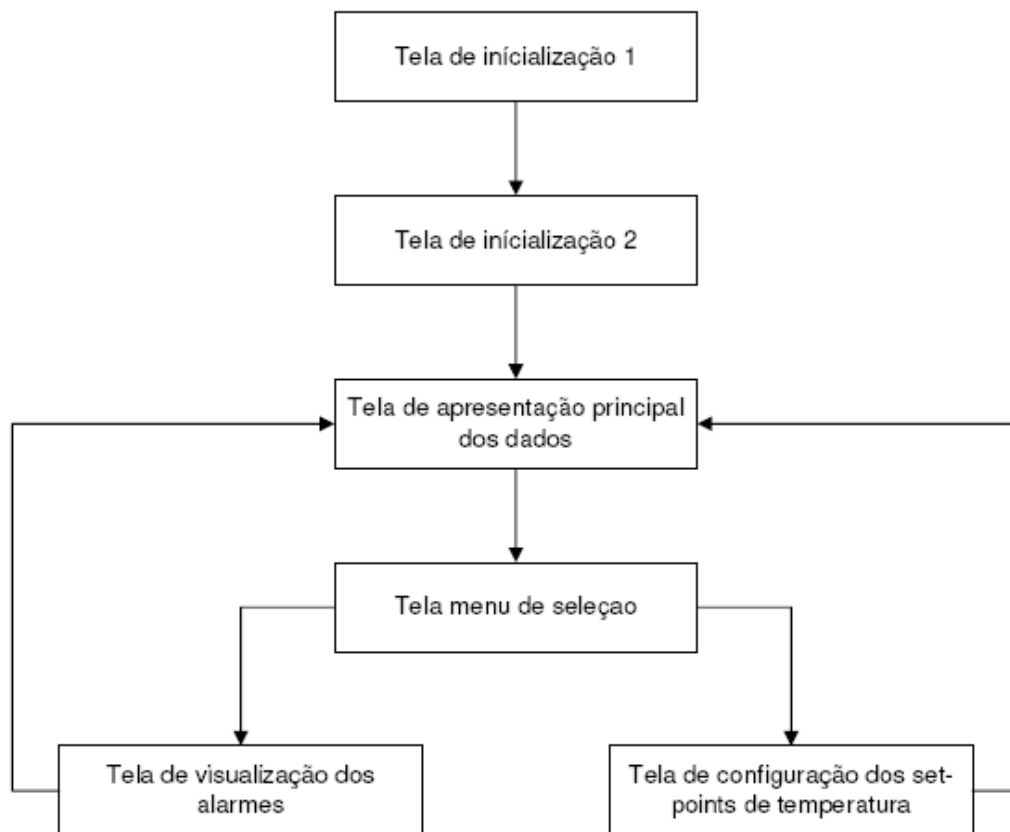 Tela de inícialização 1
Tela de inícialização 2
Tela de apresentação principal
dos dados
Tela menu de seleçao
Tela de visualização dos
alarmes
Tela de configuração dos set-
points de temperatura